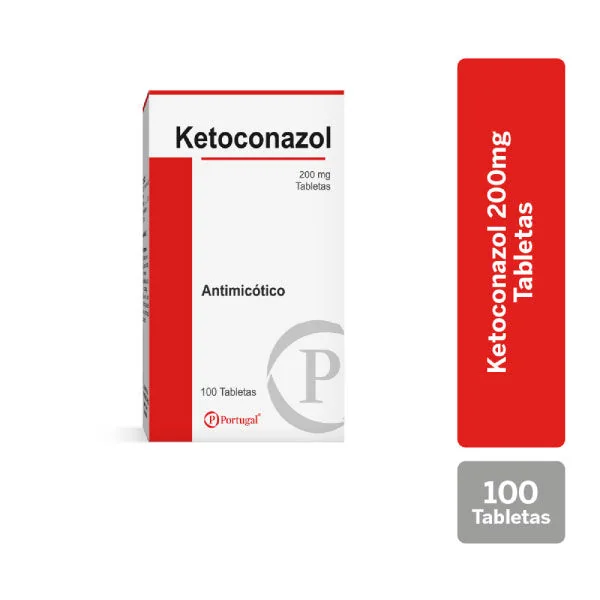 Ketoconazol
200 mg
Tabletas
Antimicótico
P
100 Tabletas
P Portugal®
Ketoconazol 200mg
Tabletas
100
Tabletas